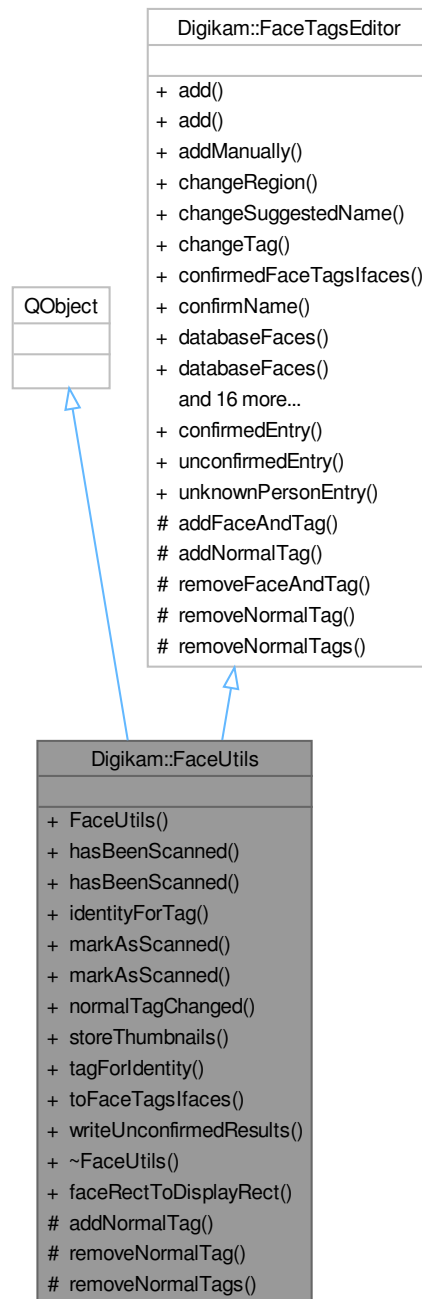 Digikam::FaceTagsEditor
+ add()
+ add()
+ addManually()
+ changeRegion()
+ changeSuggestedName()
+ changeTag()
+ confirmedFaceTagsIfaces()
+ confirmName()
+ databaseFaces()
+ databaseFaces()
and 16 more...
+ confirmedEntry()
+ unconfirmedEntry()
+ unknownPersonEntry()
# addFaceAndTag()
# addNormalTag()
# removeFaceAndTag()
# removeNormalTag()
# removeNormalTags()
QObject
Digikam::FaceUtils
+ FaceUtils()
+ hasBeenScanned()
+ hasBeenScanned()
+ identityForTag()
+ markAsScanned()
+ markAsScanned()
+ normalTagChanged()
+ storeThumbnails()
+ tagForIdentity()
+ toFaceTagsIfaces()
+ writeUnconfirmedResults()
+ ~FaceUtils()
+ faceRectToDisplayRect()
# addNormalTag()
# removeNormalTag()
# removeNormalTags()